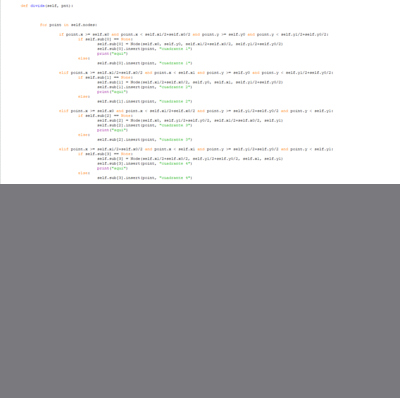 def divide(self, pos):
for point in self.nodes:
if point.x >= self.x0 and point.x < self.x1/2+self.x0/2 and point.y >= self.y0 and point.y < self.y1/2+self.y0/2:
if self.sub[0] == None
self.sub[0] = Node(self.x0, self.y0, self.x1/2+self.x0/2, self.y1/2+self.y0/2)
self.sub[0].insert(point, "cuadrante 1")
print("aqui")
else
self.sub[0].insert(point, "cuadrante 1")
elif point.x >= self.x1/2+self.x0/2 and point.x < self.x1 and point.y >= self.y0 and point.y < self.y1/2+self.y0/2:
if self.sub[1] == None
self.sub[1] = Node(self.x1/2+self.x0/2, self.y0, self.x1, self.y1/2+self.y0/2)
self.sub[1].insert(point, "cuadrante 2")
print("aqui")
else
self.sub[1].insert(point, "cuadrante 2")
elif point.x >= self.x0 and point.x < self.x1/2+self.x0/2 and point.y >= self.y1/2+self.y0/2 and point.y < self.y1:
if self.sub[2] == None
self.sub[2] = Node(self.x0, self.y1/2+self.y0/2, self.x1/2+self.x0/2, self.y1)
self.sub[2].insert(point, "cuadrante 3")
print("aqui")
else
self.sub[2].insert(point, "cuadrante 3")
elif point.x >= self.x1/2+self.x0/2 and point.x < self.x1 and point.y >= self.y1/2+self.y0/2 and point.y < self.y1:
if self.sub[3] == None
self.sub[3] = Node(self.x1/2+self.x0/2, self.y1/2+self.y0/2, self.x1, self.y1)
self.sub[3].insert(point, "cuadrante 4")
print("aqui")
else
self.sub[3].insert(point, "cuadrante 4")